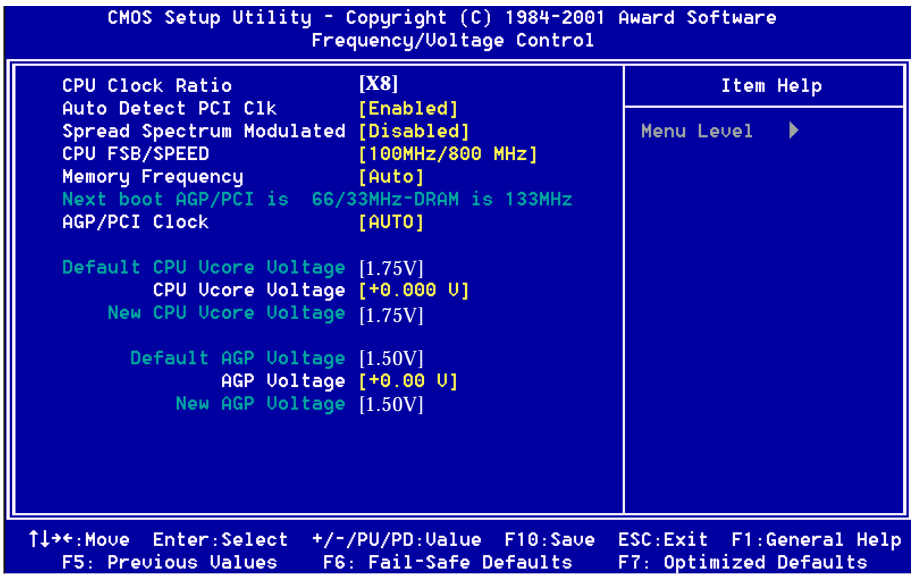 CMOS Setup Utility - Copyright (C) 1984-2001 Award Software
Frequency/Voltage Control
CPU Clock Ratio [X8]
Auto Detect PCI Clk [Enabled]
Spread Spectrum Modulated [Disabled]
CPU FSB/SPEED [100MHz/800 MHz]
Memory Frequency [Auto]
Next boot AGP/PCI is 66/33MHz-DRAM is 133MHz
AGP/PCI Clock [AUTO]
Default CPU Vcore Voltage [1.75V]
CPU Vcore Voltage [+0.000 V]
New CPU Vcore Voltage [1.75V]
Default AGP Voltage [1.50V]
AGP Voltage [+0.00 V]
New AGP Voltage [1.50V]
Item Help
Menu Level
↑↓→←:Move Enter:Select +/-/PU/PD:Value F10:Save ESC:Exit F1:General Help
F5: Previous Values F6: Fail-Safe Defaults F7: Optimized Defaults